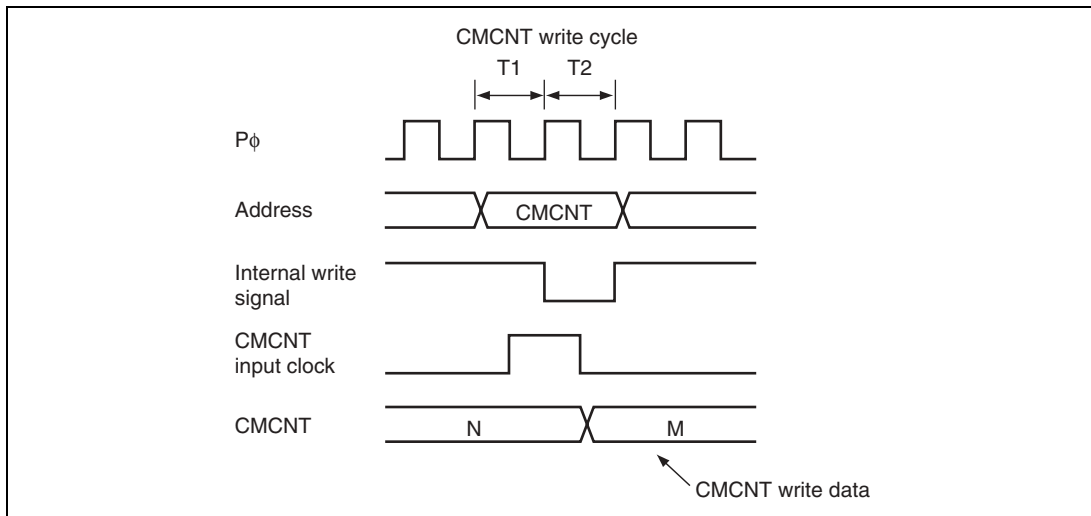 CMCNT write cycle
T1 T2
Pϕ
Address
CMCNT
Internal write
signal
CMCNT
input clock
CMCNT
N
M
CMCNT write data